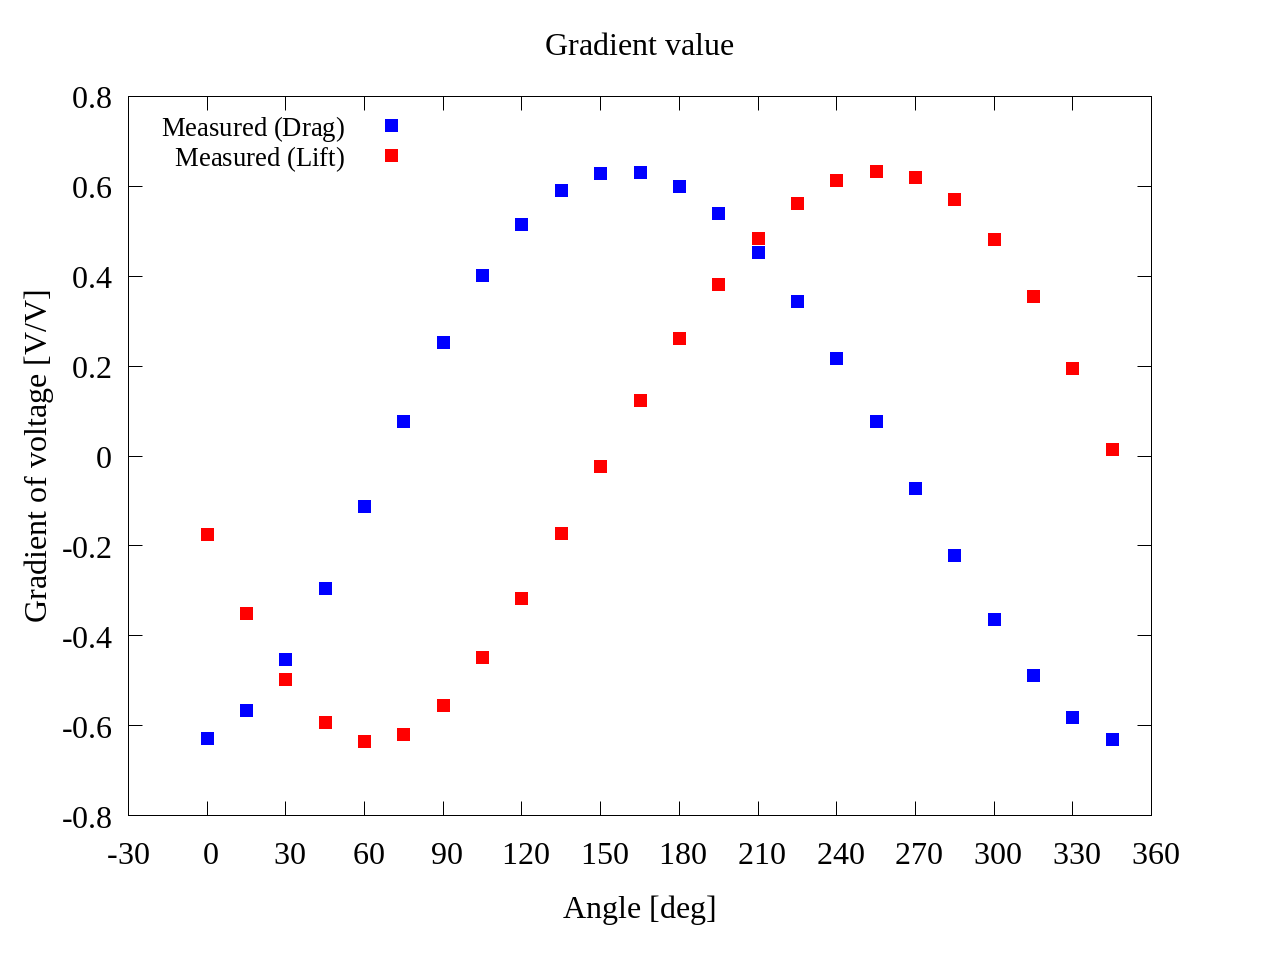 Gradient value
Measured (Drag)
Measured (Lift)
0.8
0.6
0.4
0.2
0
-0.2
-0.4
-0.6
-0.8
Gradient of voltage [V/V]
-30 0 30 60 90 120 150 180 210 240 270 300 330 360
Angle [deg]